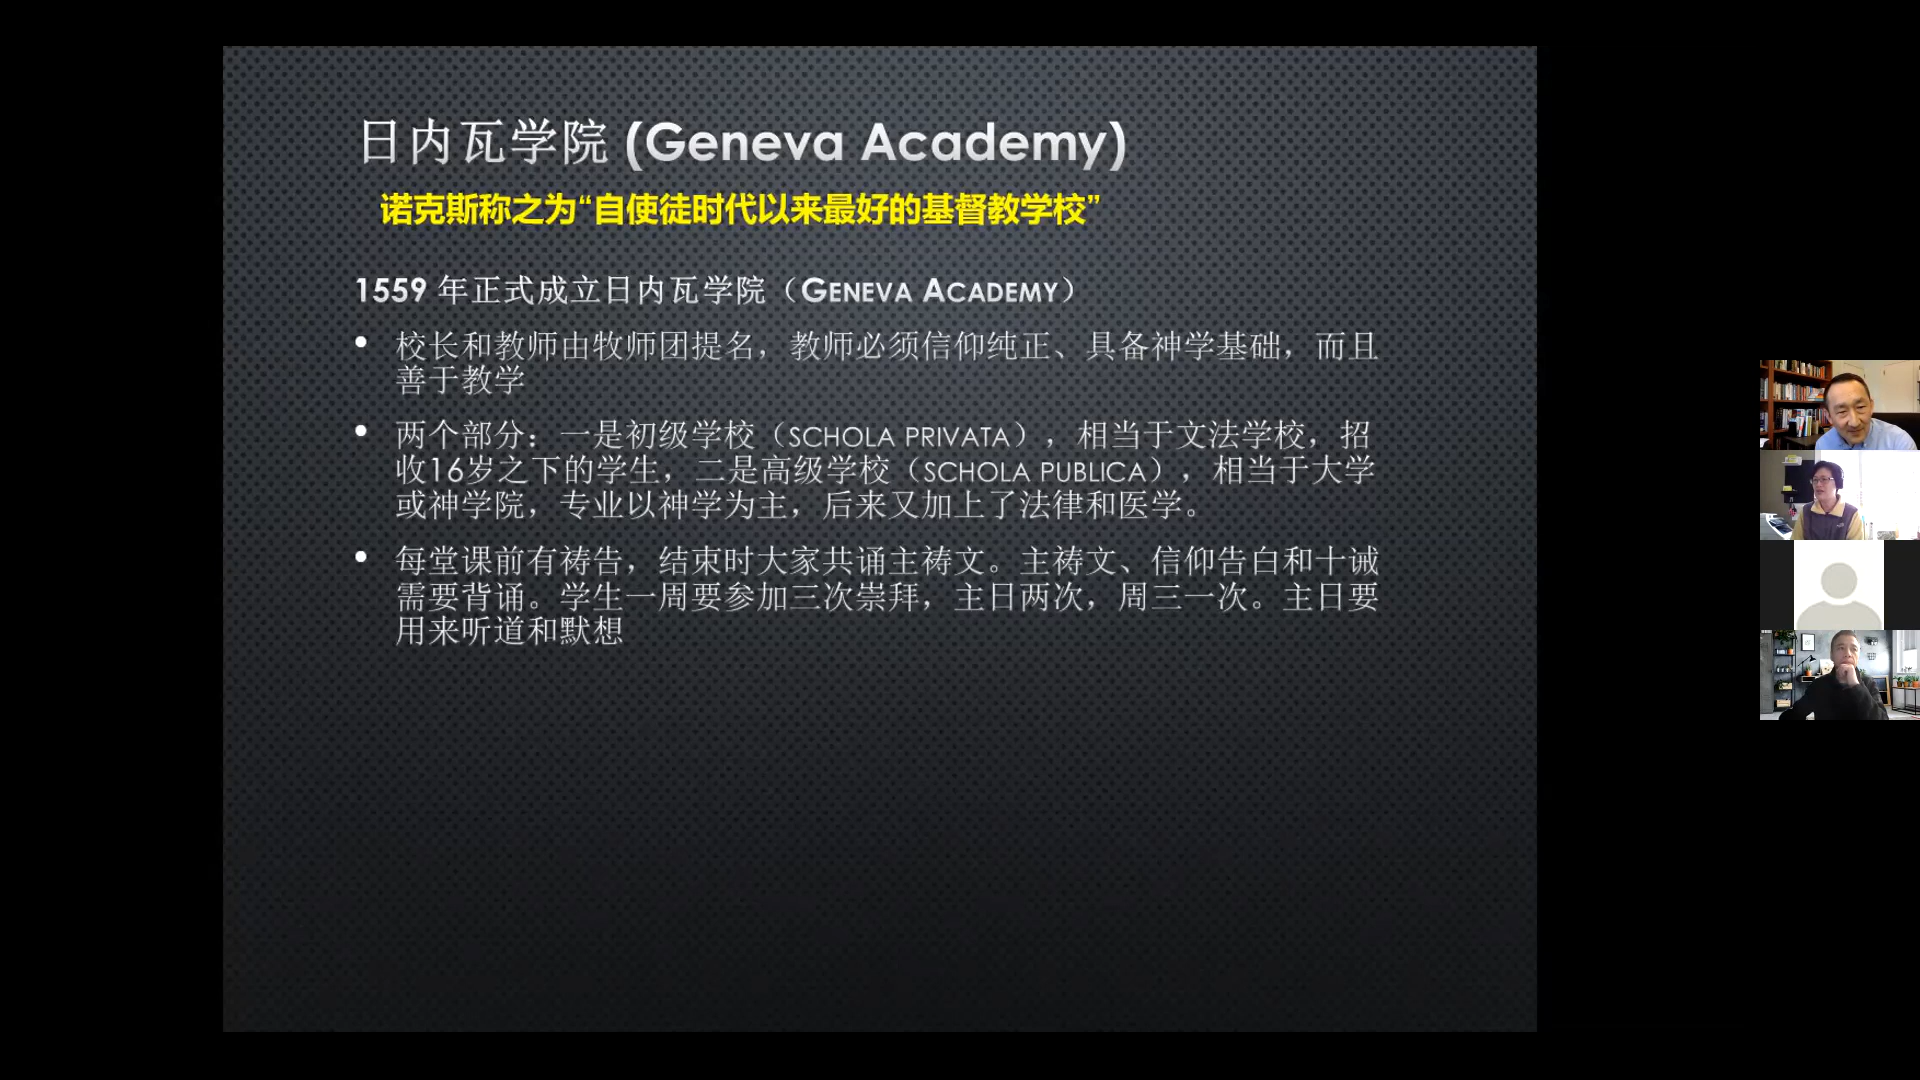 日内瓦学院 (Geneva Academy)
诺克斯称之为“自使徒时代以来最好的基督教学校”
1559 年正式成立日内瓦学院（GENEVA ACADEMY）
• 校长和教师由牧师团提名，教师必须信仰纯正、具备神学基础，而且
善于教学
• 两个部分：一是初级学校（SCHOLA PRIVATA），相当于文法学校，招
收16岁之下的学生，二是高级学校（SCHOLA PUBLICA），相当于大学
或神学院，专业以神学为主，后来又加上了法律和医学。
• 每堂课前有祷告，结束时大家共诵主祷文。主祷文、信仰告白和十诫
需要背诵。学生一周要参加三次崇拜，主日两次，周三一次。主日要
用来听道和默想